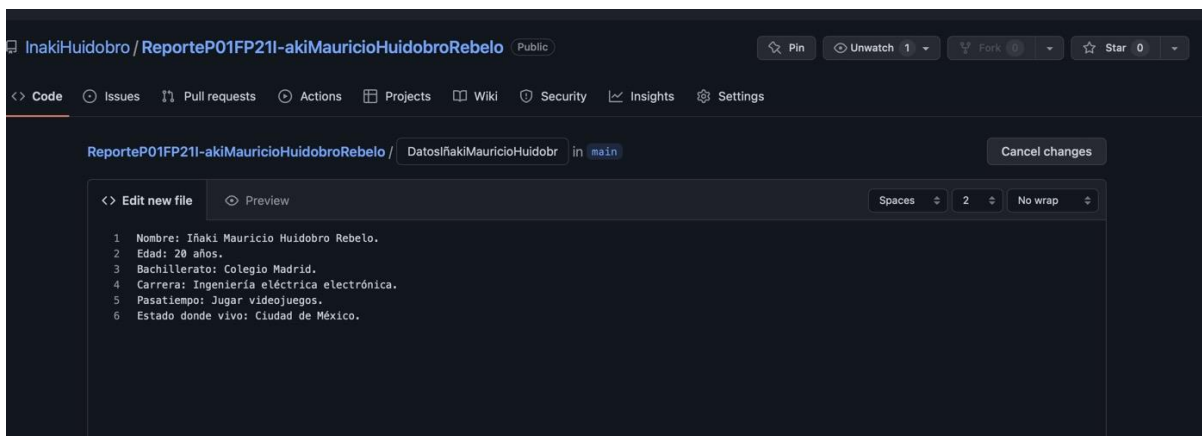 InakiHuidobro / ReporteP01FP21I-akiMauricioHuidobroRebelo Public Pin Unwatch 1 Fork 0 Star 0
<> Code Issues Pull requests Actions Projects Wiki Security Insights Settings
ReporteP01FP21I-akiMauricioHuidobroRebelo / DatosIñakiMauricioHuidobr in main Cancel changes
<> Edit new file Preview Spaces 2 No wrap
1 Nombre: Iñaki Mauricio Huidobro Rebelo.
2 Edad: 20 años.
3 Bachillerato: Colegio Madrid.
4 Carrera: Ingeniería eléctrica electrónica.
5 Pasatiempo: Jugar videojuegos.
6 Estado donde vivo: Ciudad de México.